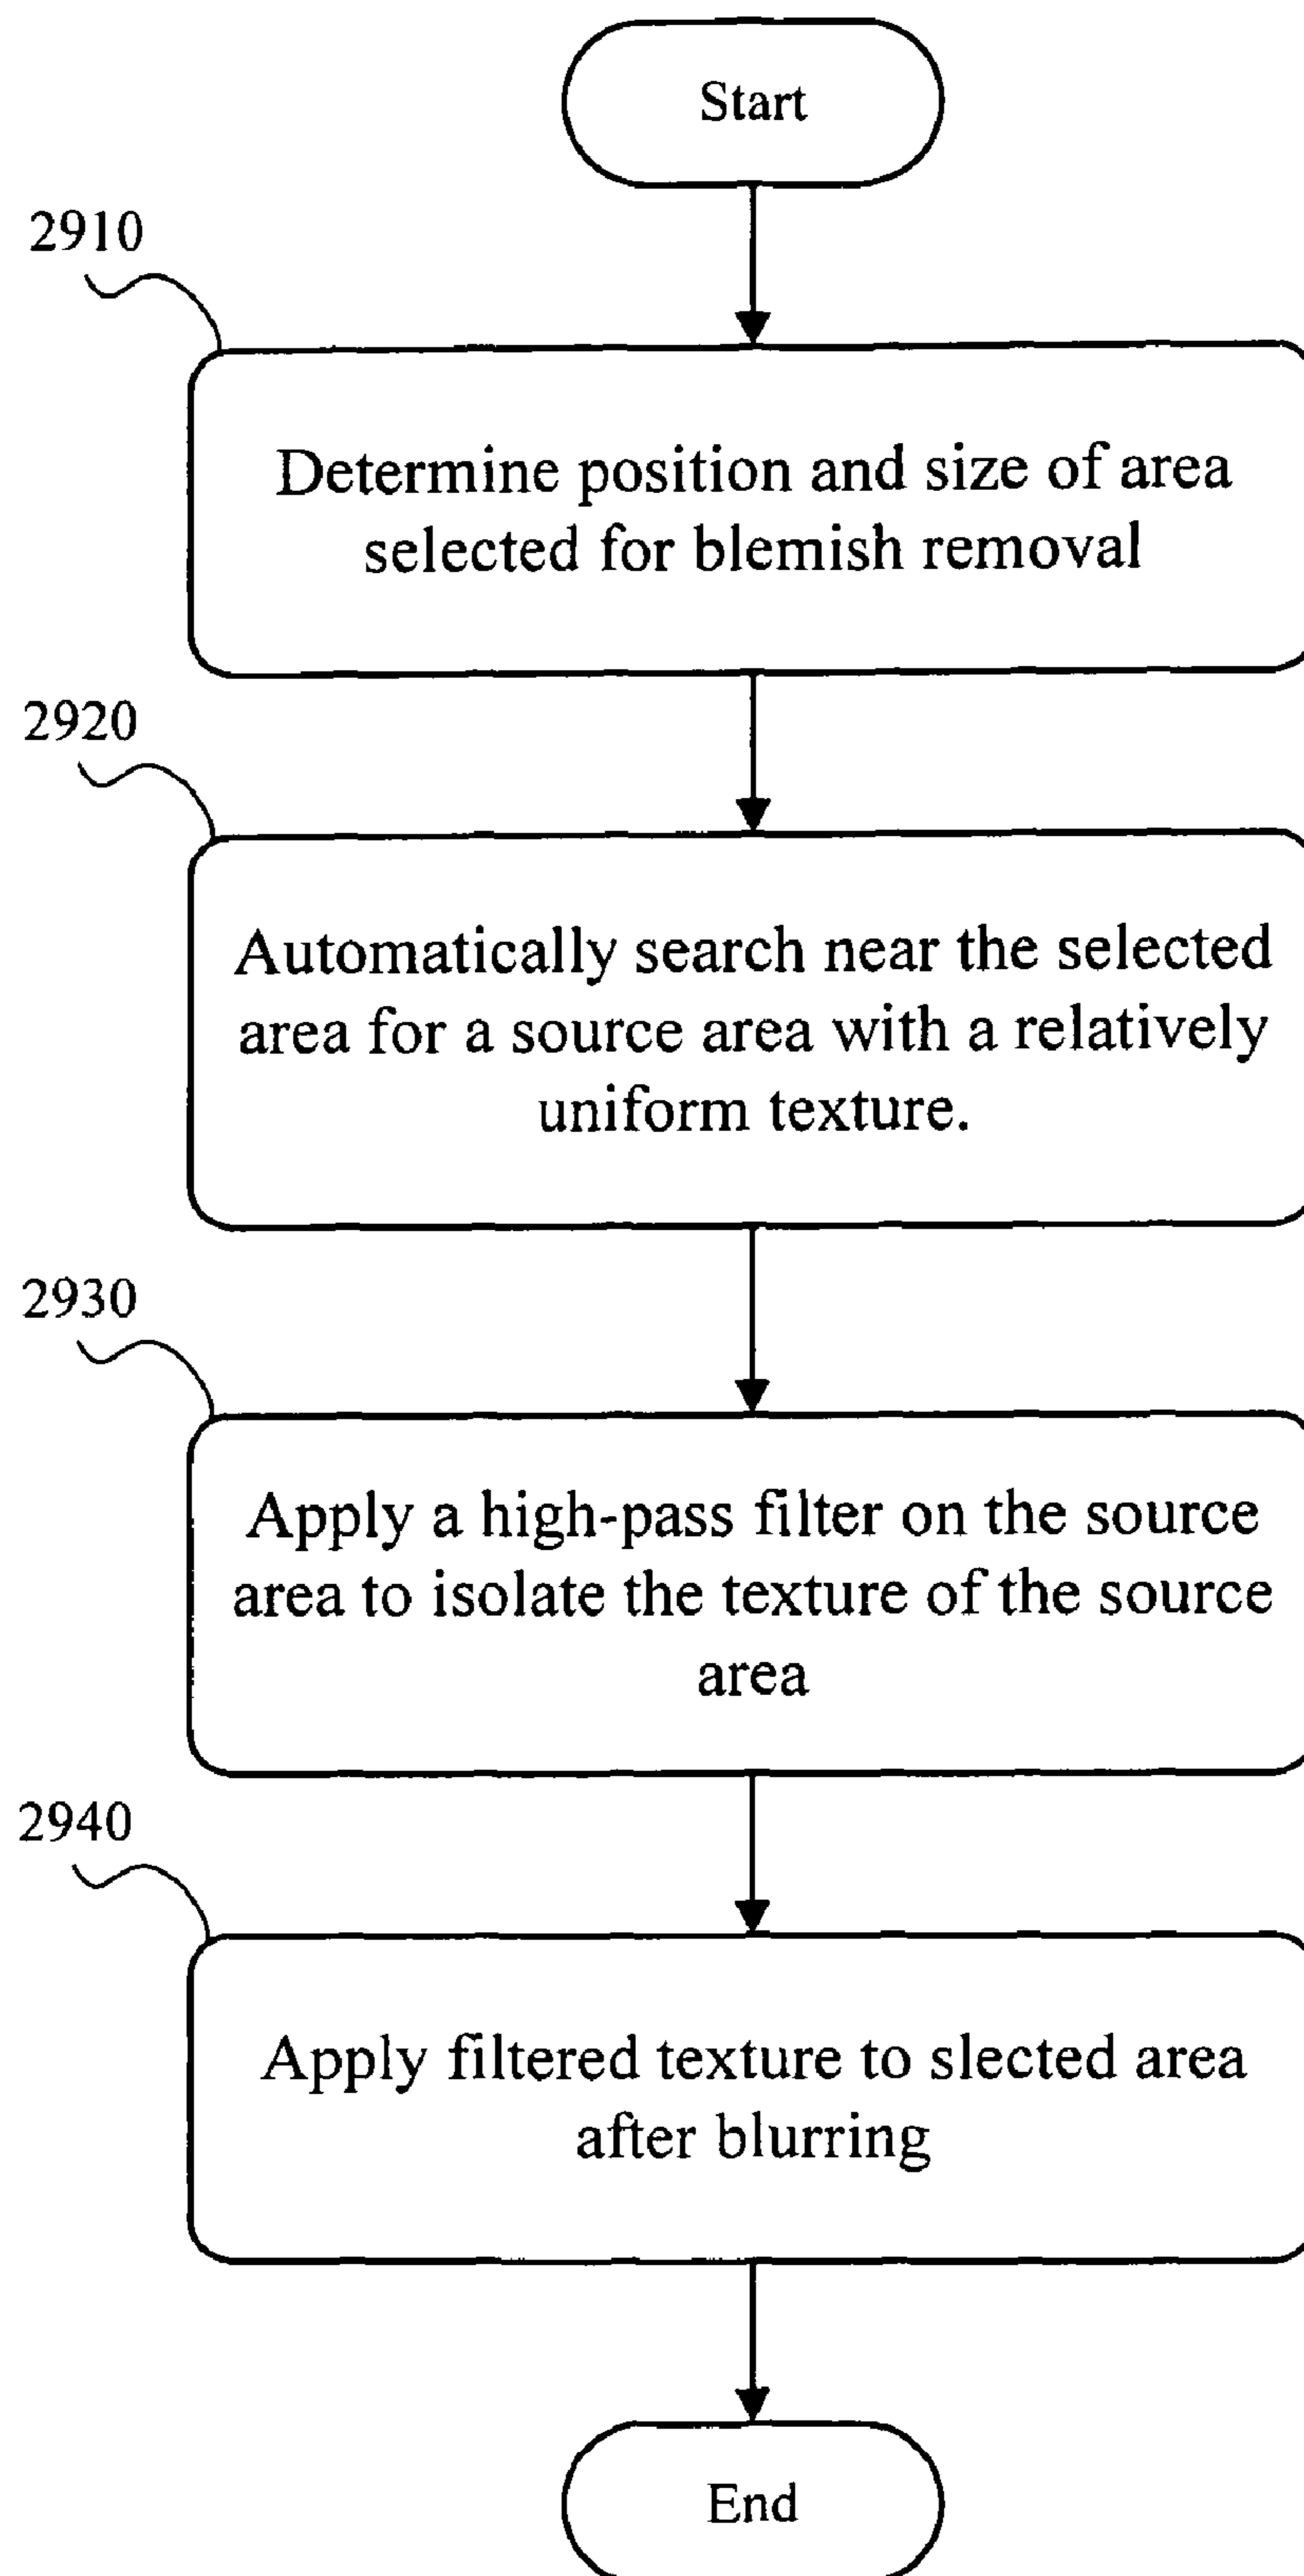 Start
2910
Determine position and size of area
selected for blemish removal
2920
Automatically search near the selected
area for a source area with a relatively
uniform texture.
2930
Apply a high-pass filter on the source
area to isolate the texture of the source
area
2940
Apply filtered texture to slected area
after blurring
End